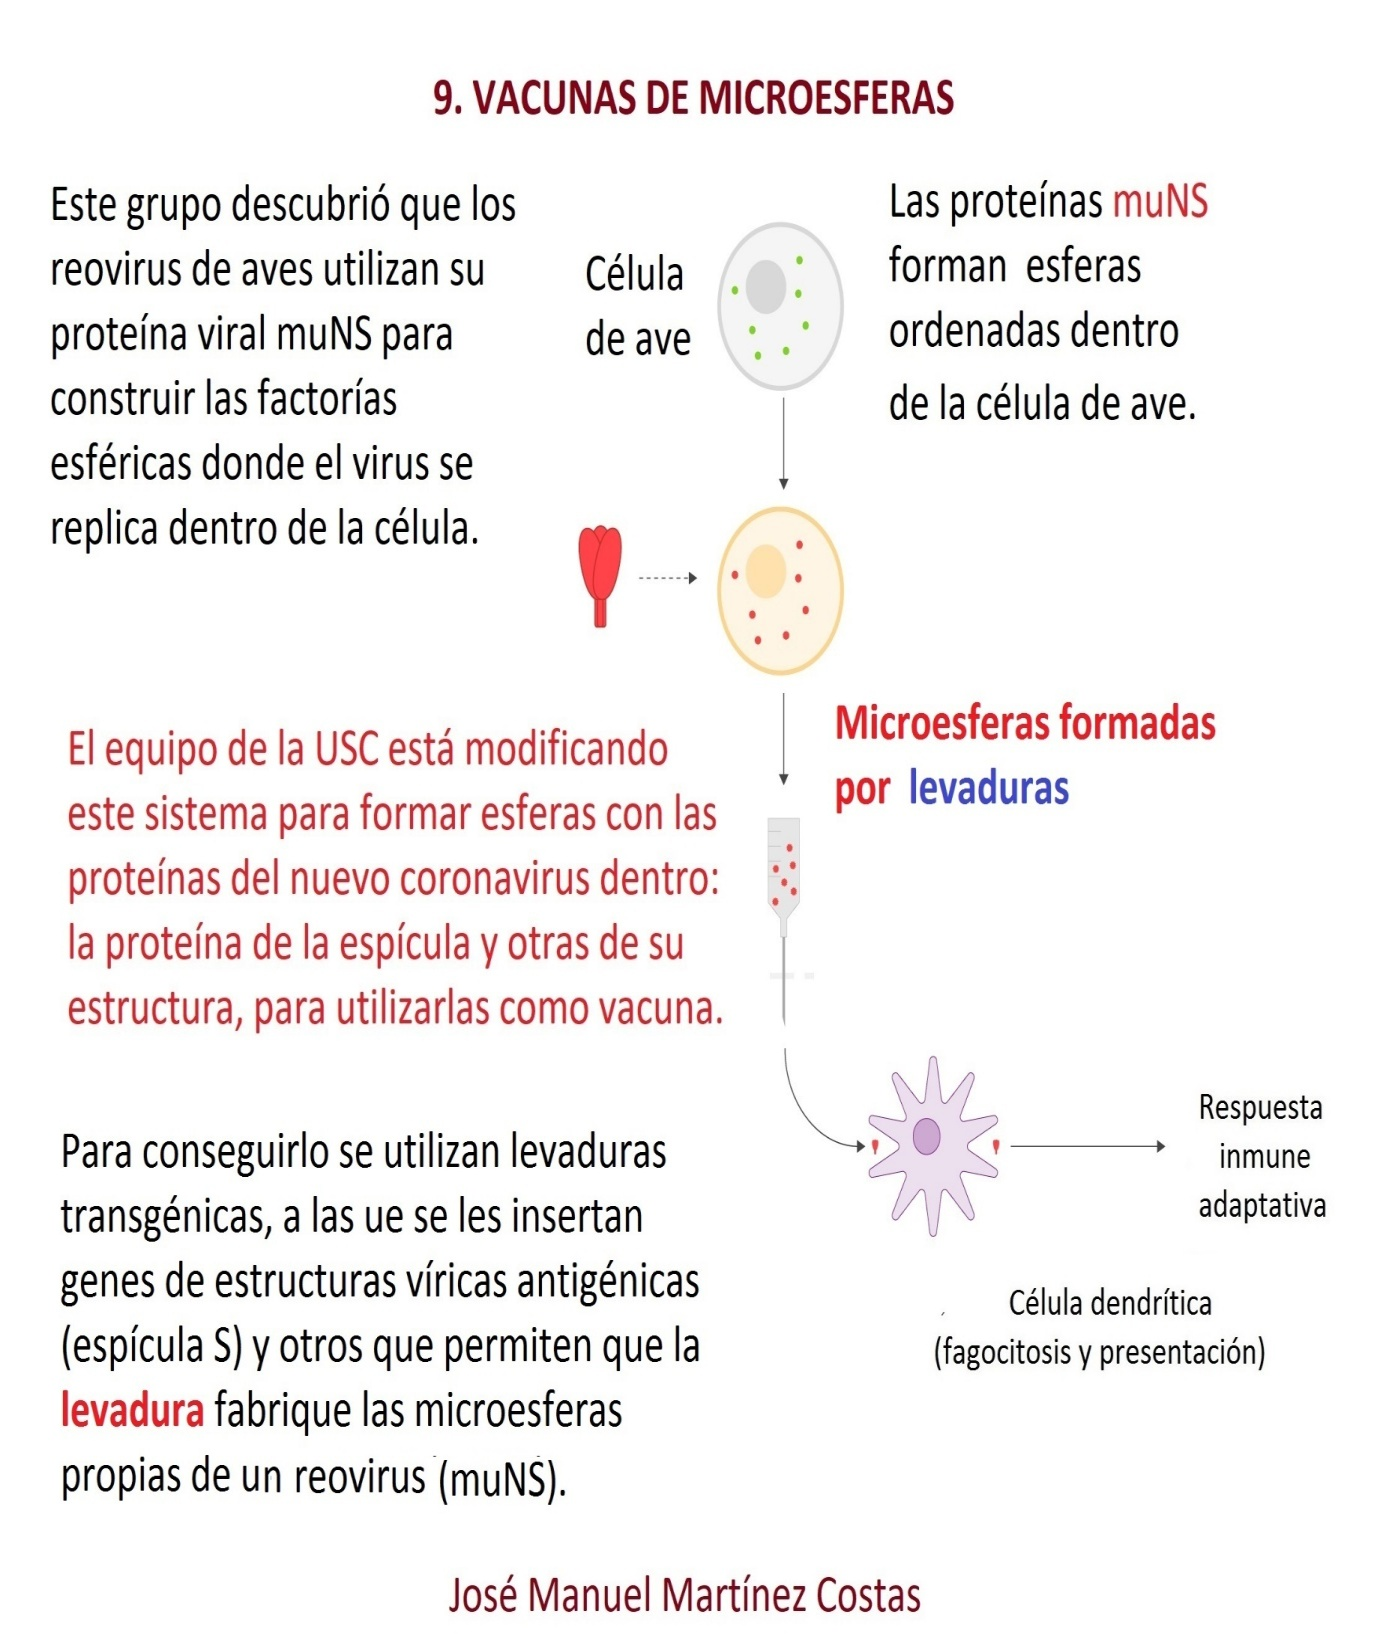 9. VACUNAS DE MICROESFERAS
Este grupo descubrió que los
reovirus de aves utilizan su
proteína viral muNS para
construir las factorías
esféricas donde el virus se
replica dentro de la célula.
Célula
de ave
Las proteínas muNS
forman esferas
ordenadas dentro
de la célula de ave.
Microesferas formadas
por levaduras
El equipo de la USC está modificando
este sistema para formar esferas con las
proteínas del nuevo coronavirus dentro:
la proteína de la espícula y otras de su
estructura, para utilizarlas como vacuna.
Respuesta
inmune
adaptativa
Célula dendrítica
(fagocitosis y presentación)
Para conseguirlo se utilizan levaduras
transgénicas, a las ue se les insertan
genes de estructuras víricas antigénicas
(espícula S) y otros que permiten que la
levadura fabrique las microesferas
propias de un reovirus (muNS).
José Manuel Martínez Costas